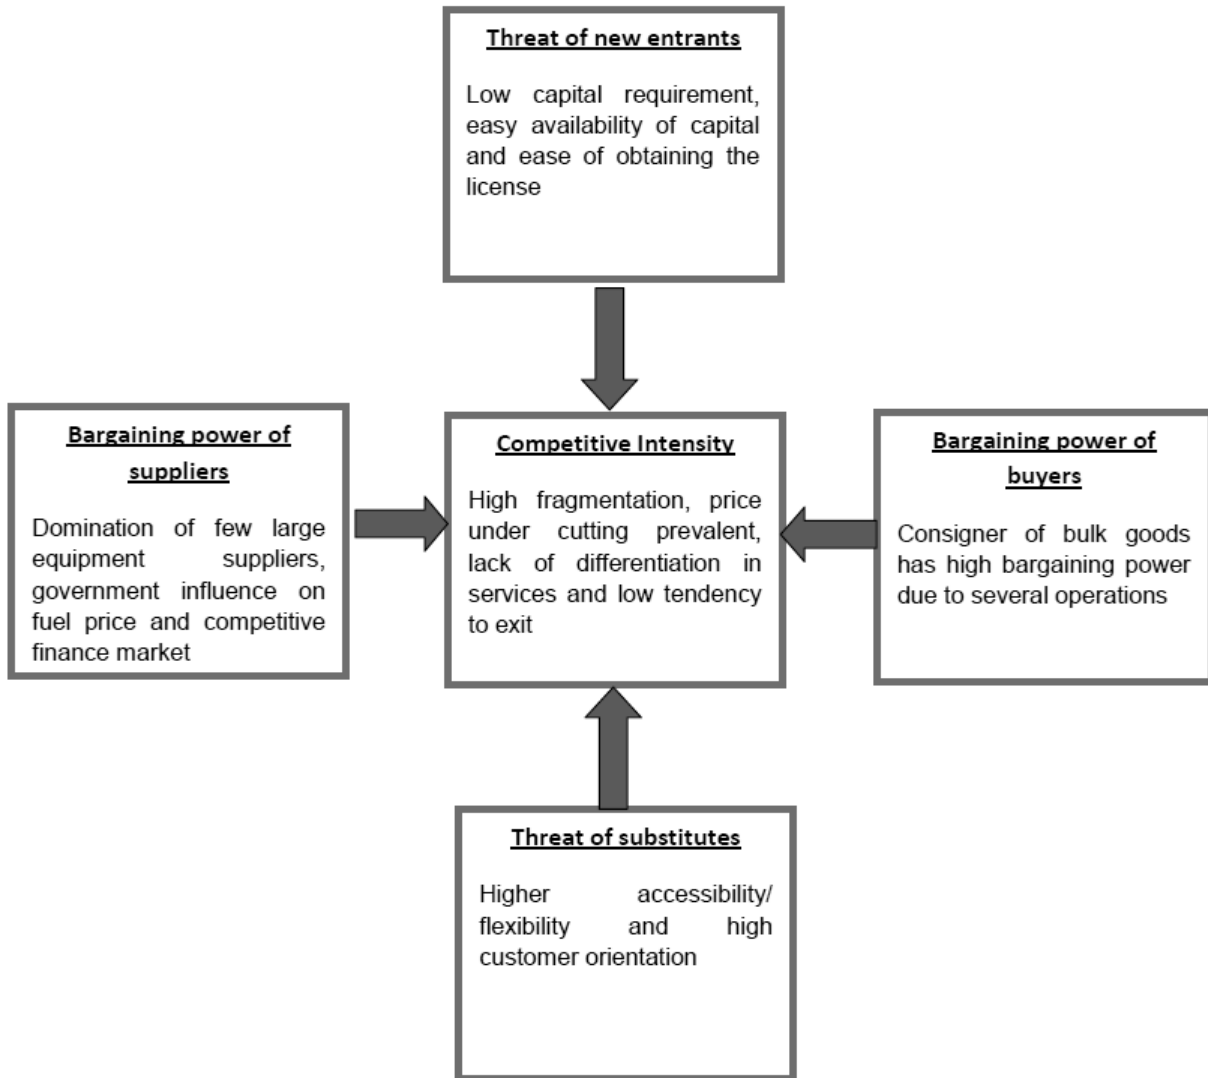 Threat of new entrants
Low capital requirement,
easy availability of capital
and ease of obtaining the
license
Bargaining power of
suppliers
Domination of few large
equipment suppliers,
government influence on
fuel price and competitive
finance market
Competitive Intensity
High fragmentation, price
under cutting prevalent,
lack of differentiation in
services and low tendency
to exit
Bargaining power of
buyers
Consigner of bulk goods
has high bargaining power
due to several operations
Threat of substitutes
Higher accessibility/
flexibility and high
customer orientation